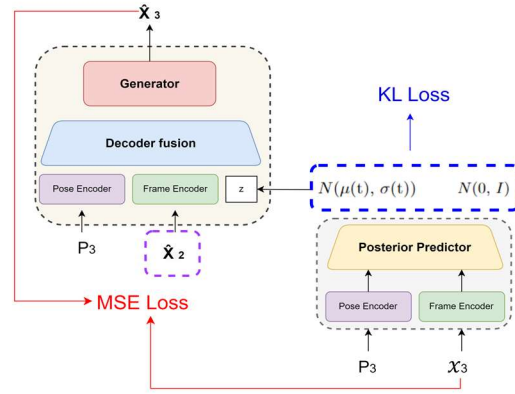 x̂ 3
Generator
KL Loss
Decoder fusion
Pose Encoder
Frame Encoder
z
N(μ(t), σ(t))
N(0, I)
P3
x̂ 2
Posterior Predictor
MSE Loss
Pose Encoder
Frame Encoder
P3
x3